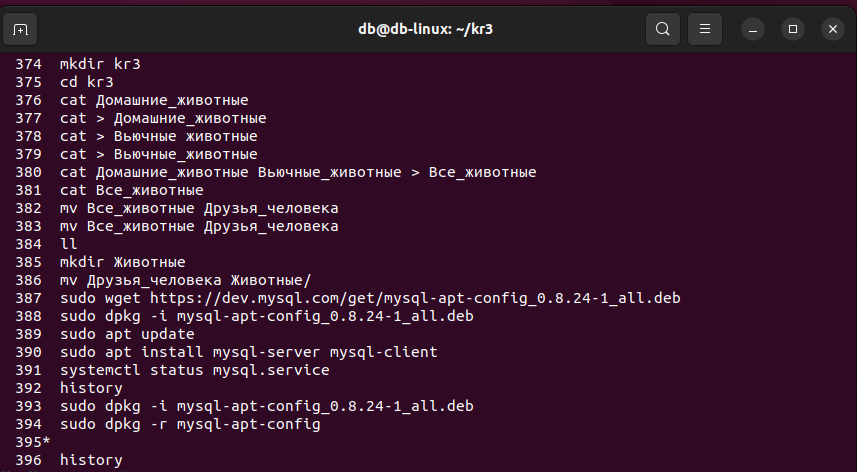 db@db-linux: ~/kr3
374 mkdir kr3
375 cd kr3
376 cat Домашние_животные
377 cat > Домашние_животные
378 cat > Вьючные животные
379 cat > Вьючные_животные
380 cat Домашние_животные Вьючные_животные > Все_животные
381 cat Все_животные
382 mv Все_животные Друзья_человека
383 mv Все_животные Друзья_человека
384 ll
385 mkdir Животные
386 mv Друзья_человека Животные/
387 sudo wget https://dev.mysql.com/get/mysql-apt-config_0.8.24-1_all.deb
388 sudo dpkg -i mysql-apt-config_0.8.24-1_all.deb
389 sudo apt update
390 sudo apt install mysql-server mysql-client
391 systemctl status mysql.service
392 history
393 sudo dpkg -i mysql-apt-config_0.8.24-1_all.deb
394 sudo dpkg -r mysql-apt-config
395*
396 history